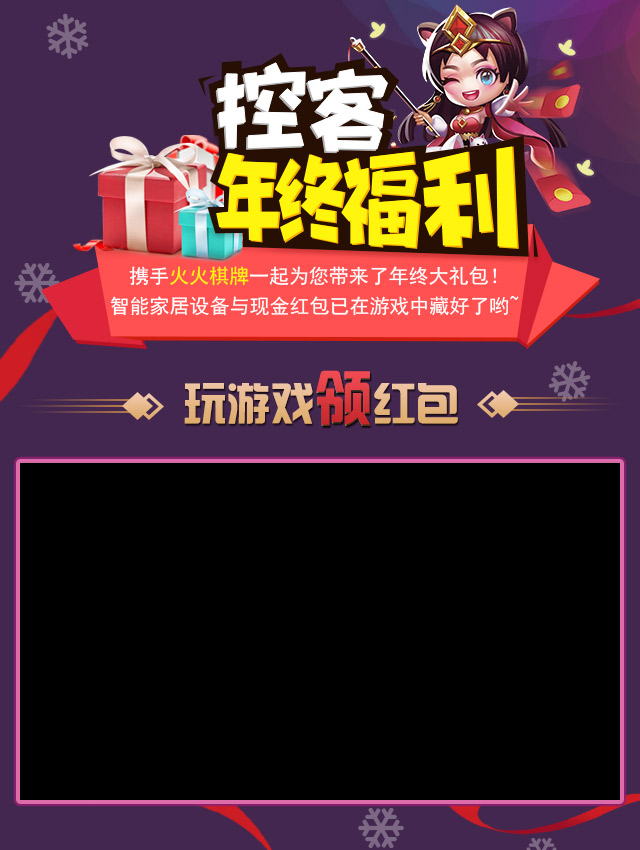 控客
年终福利
携手火火棋牌一起为您带来了年终大礼包！
智能家居设备与现金红包已在游戏中藏好了哟~
玩游戏领红包